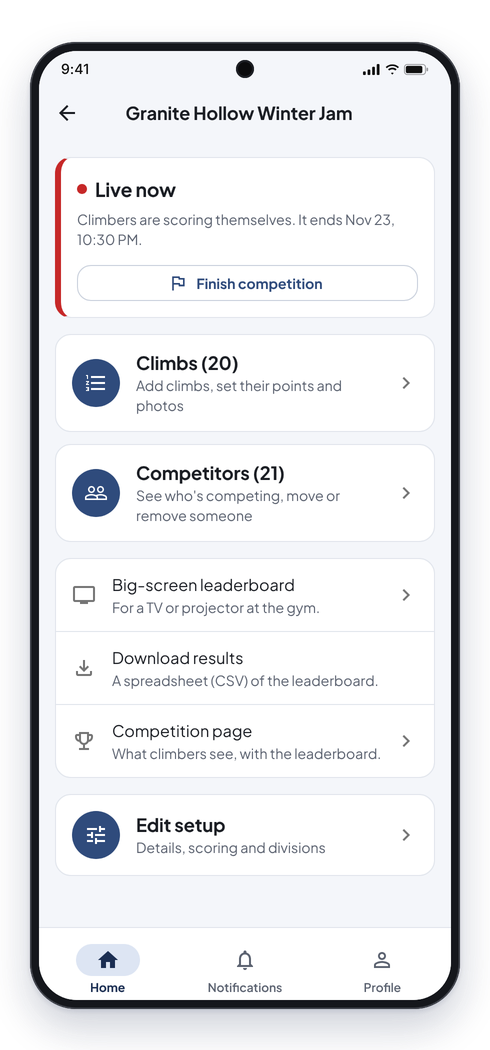 9:41
Granite Hollow Winter Jam
Live now
Climbers are scoring themselves. It ends Nov 23,
10:30 PM.
Finish competition
Climbs (20)
Add climbs, set their points and
photos
Competitors (21)
See who's competing, move or
remove someone
Big-screen leaderboard
For a TV or projector at the gym.
Download results
A spreadsheet (CSV) of the leaderboard.
Competition page
What climbers see, with the leaderboard.
Edit setup
Details, scoring and divisions
Home
Notifications
Profile